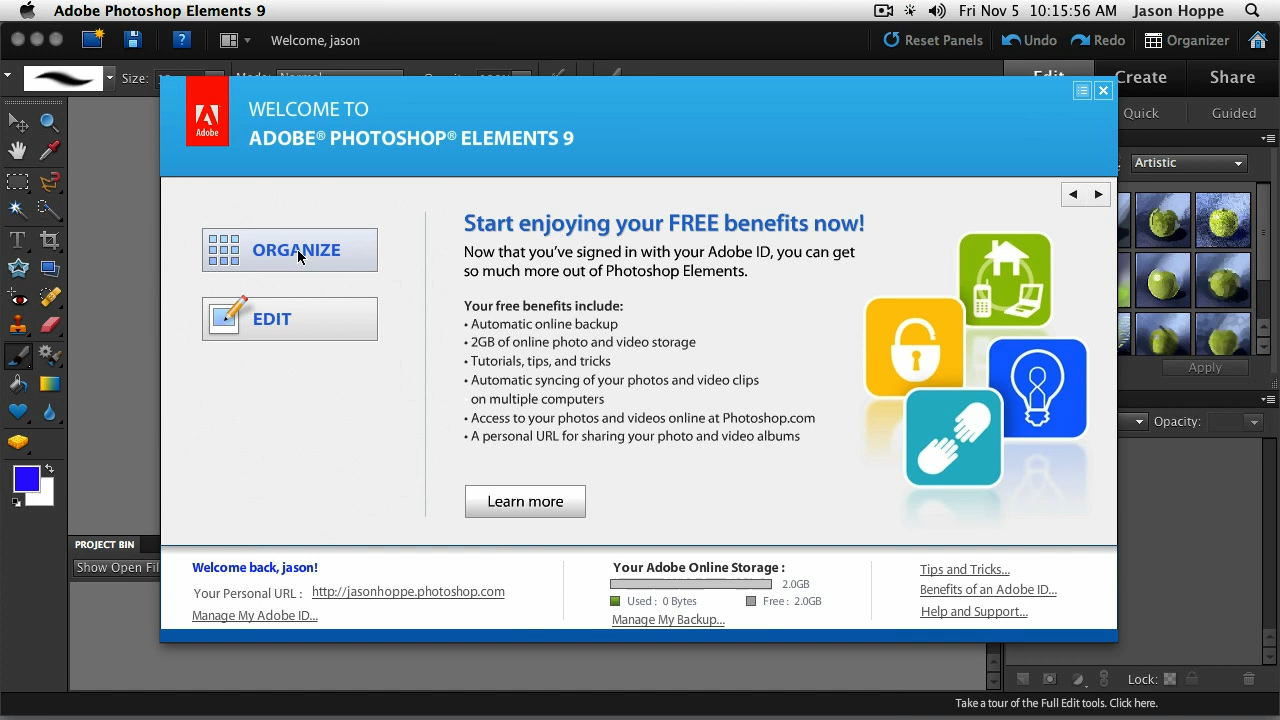 Adobe Photoshop Elements 9
Fri Nov 5 10:15:56 AM Jason Hoppe
Welcome, jason
Reset Panels Undo Redo Organizer
Size:
Edit Create Share
Adobe
WELCOME TO
ADOBE® PHOTOSHOP® ELEMENTS 9
Quick Guided
Artistic
ORGANIZE
EDIT
Start enjoying your FREE benefits now!
Now that you've signed in with your Adobe ID, you can get
so much more out of Photoshop Elements.
Your free benefits include:
• Automatic online backup
• 2GB of online photo and video storage
• Tutorials, tips, and tricks
• Automatic syncing of your photos and video clips
on multiple computers
• Access to your photos and videos online at Photoshop.com
• A personal URL for sharing your photo and video albums
Learn more
Apply
Opacity:
PROJECT BIN
Show Open Fil
Welcome back, jason!
Your Personal URL : http://jasonhoppe.photoshop.com
Manage My Adobe ID...
Your Adobe Online Storage :
2.0GB
Used : 0 Bytes Free : 2.0GB
Manage My Backup...
Tips and Tricks...
Benefits of an Adobe ID...
Help and Support...
Lock:
Take a tour of the Full Edit tools. Click here.